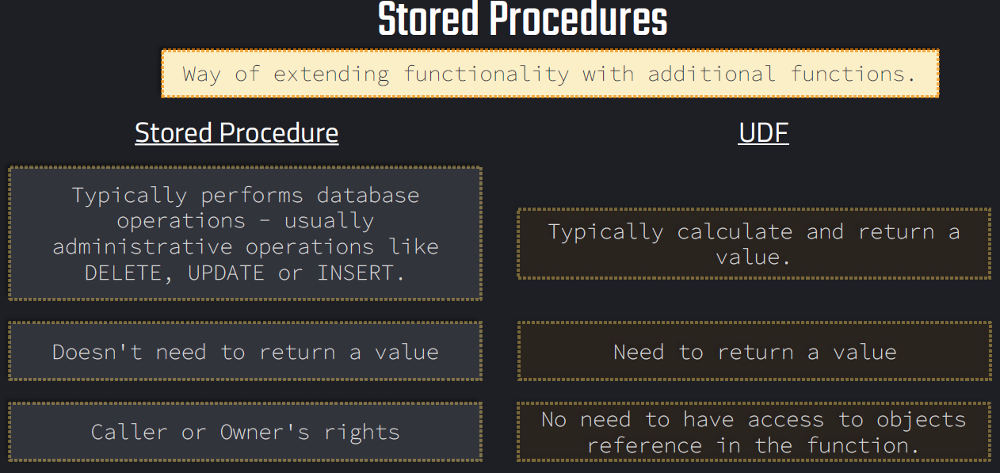 Stored Procedures
Way of extending functionality with additional functions.
Stored Procedure
UDF
Typically performs database
operations - usually
administrative operations like
DELETE, UPDATE or INSERT.
Typically calculate and return a
value.
Doesn't need to return a value
Need to return a value
Caller or Owner's rights
No need to have access to objects
reference in the function.